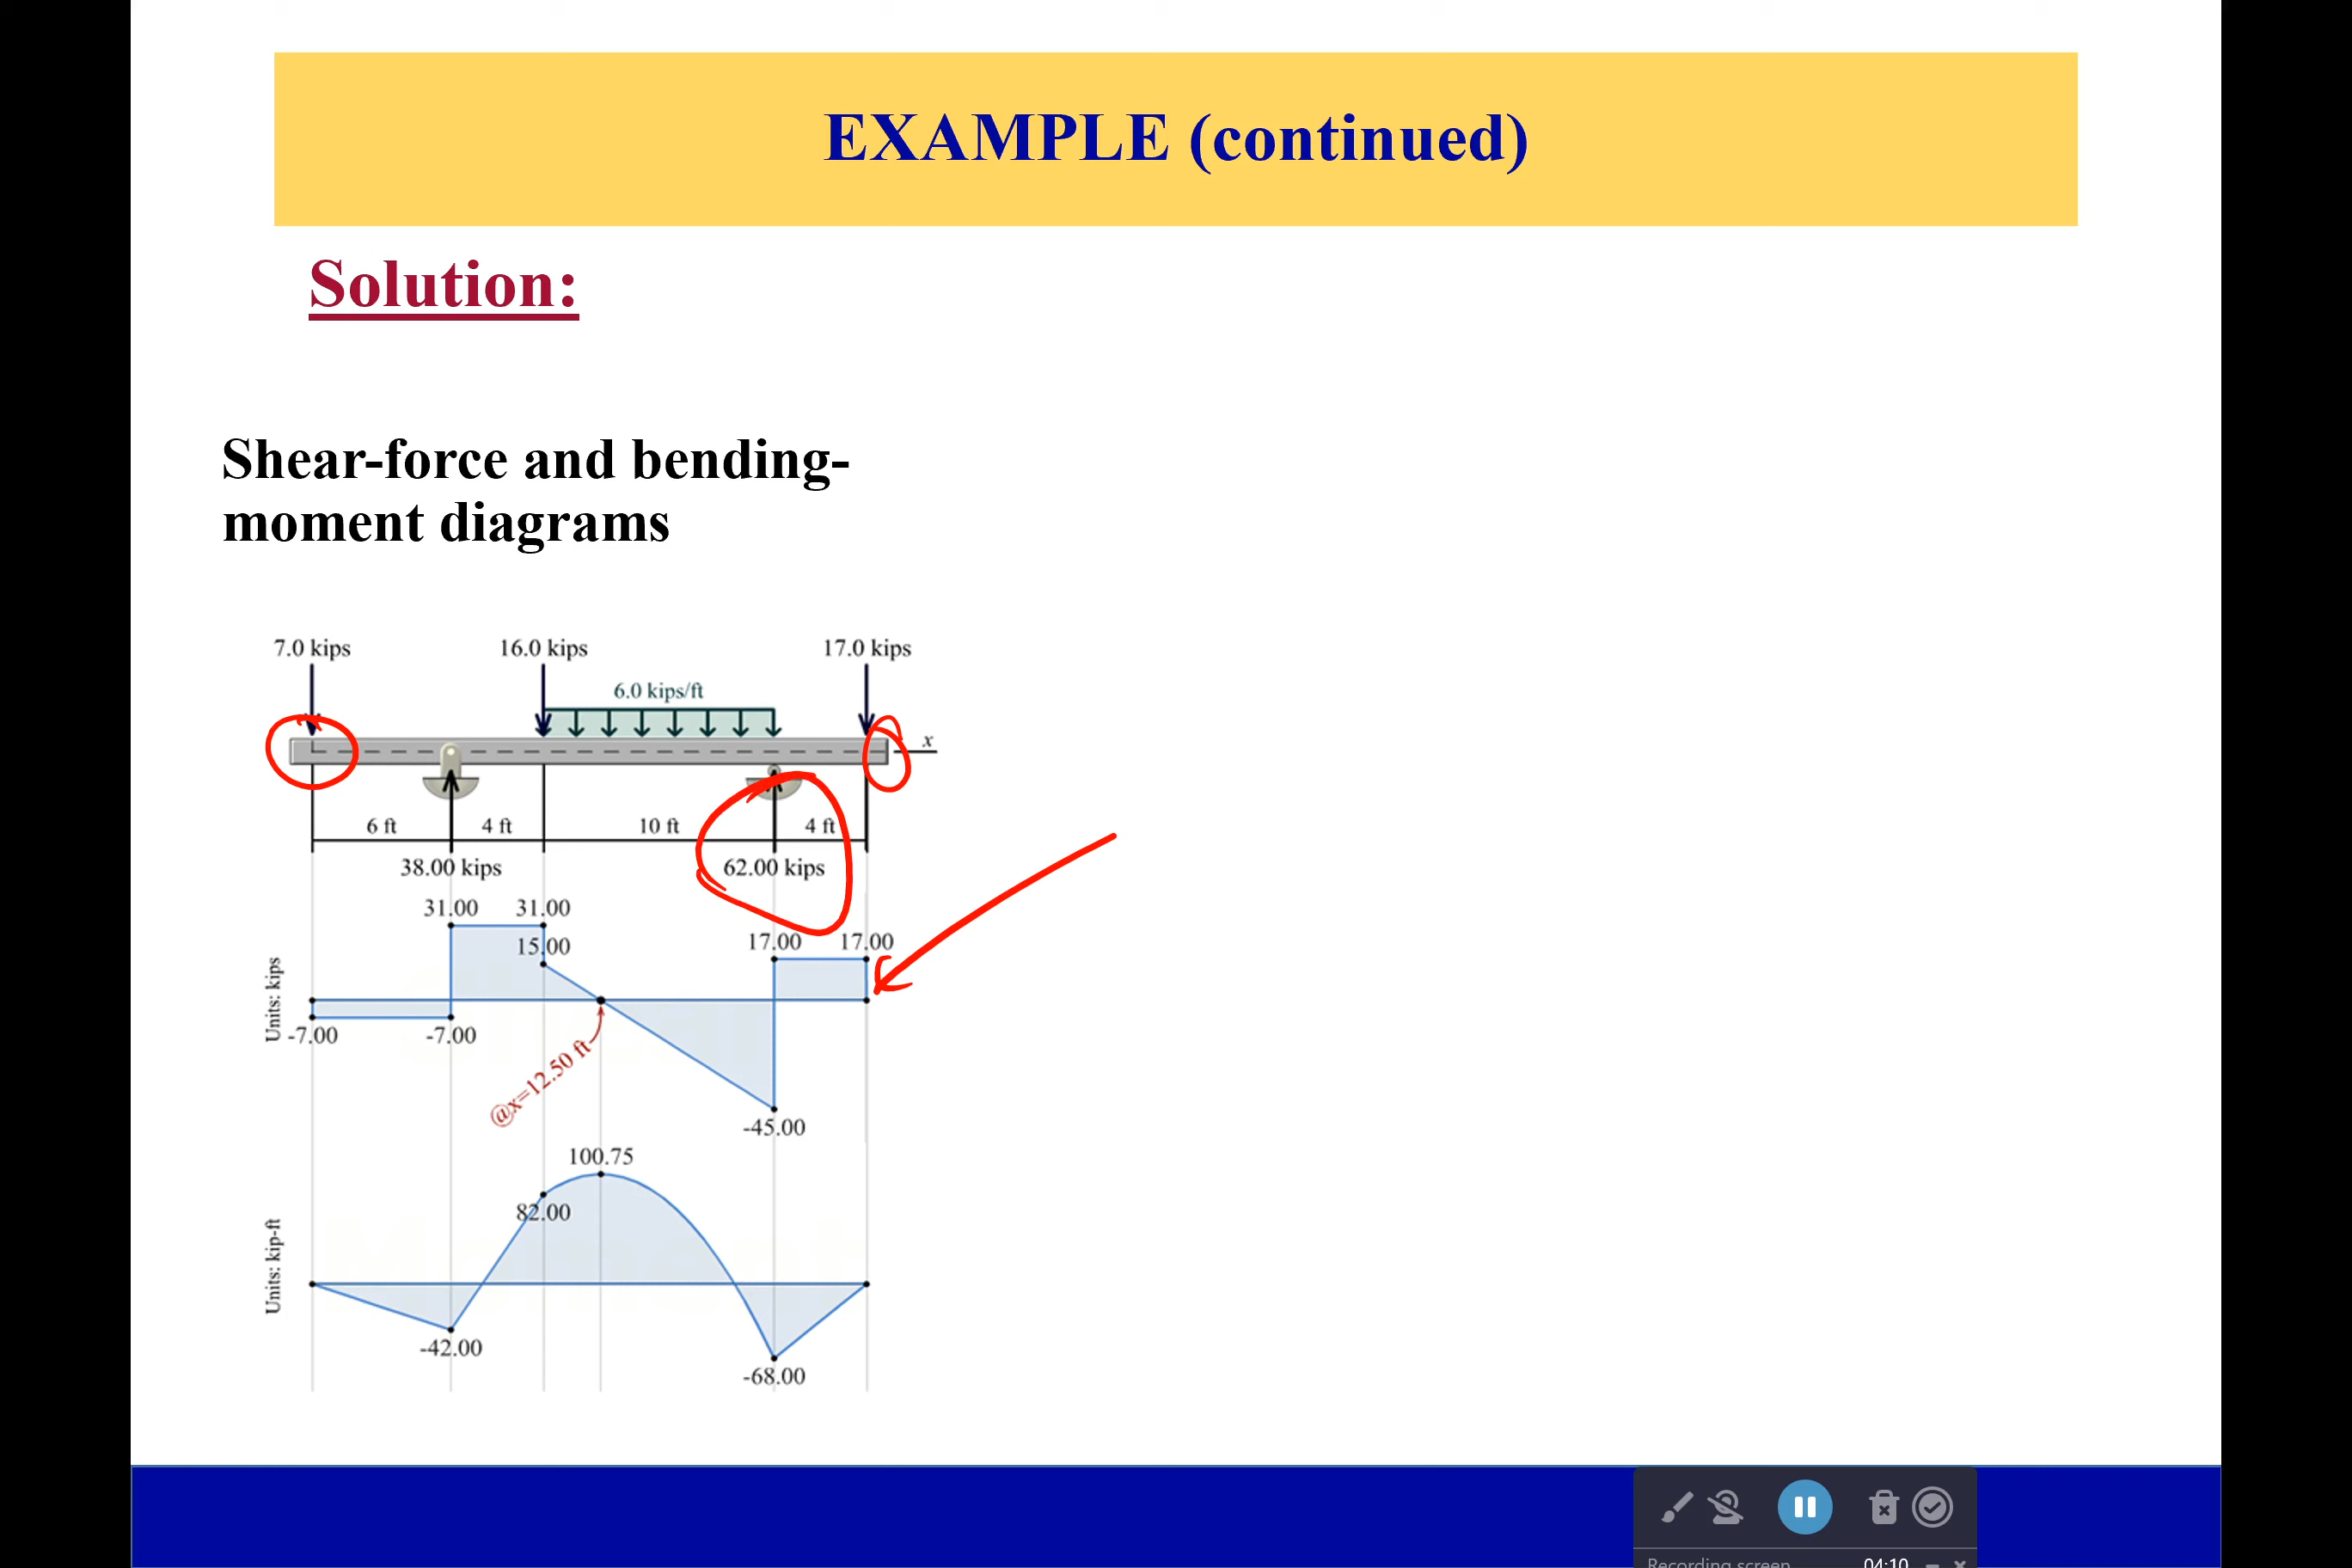 EXAMPLE (continued)
Solution:
Shear-force and bending-
moment diagrams
7.0 kips
16.0 kips
17.0 kips
6.0 kips/ft
x
6 ft
4 ft
10 ft
4 ft
38.00 kips
62.00 kips
31.00
31.00
15.00
17.00
17.00
Units: kips
-7.00
-7.00
@x=12.50 ft
-45.00
100.75
82.00
Units: kip-ft
-42.00
-68.00
Recording screen
04:10